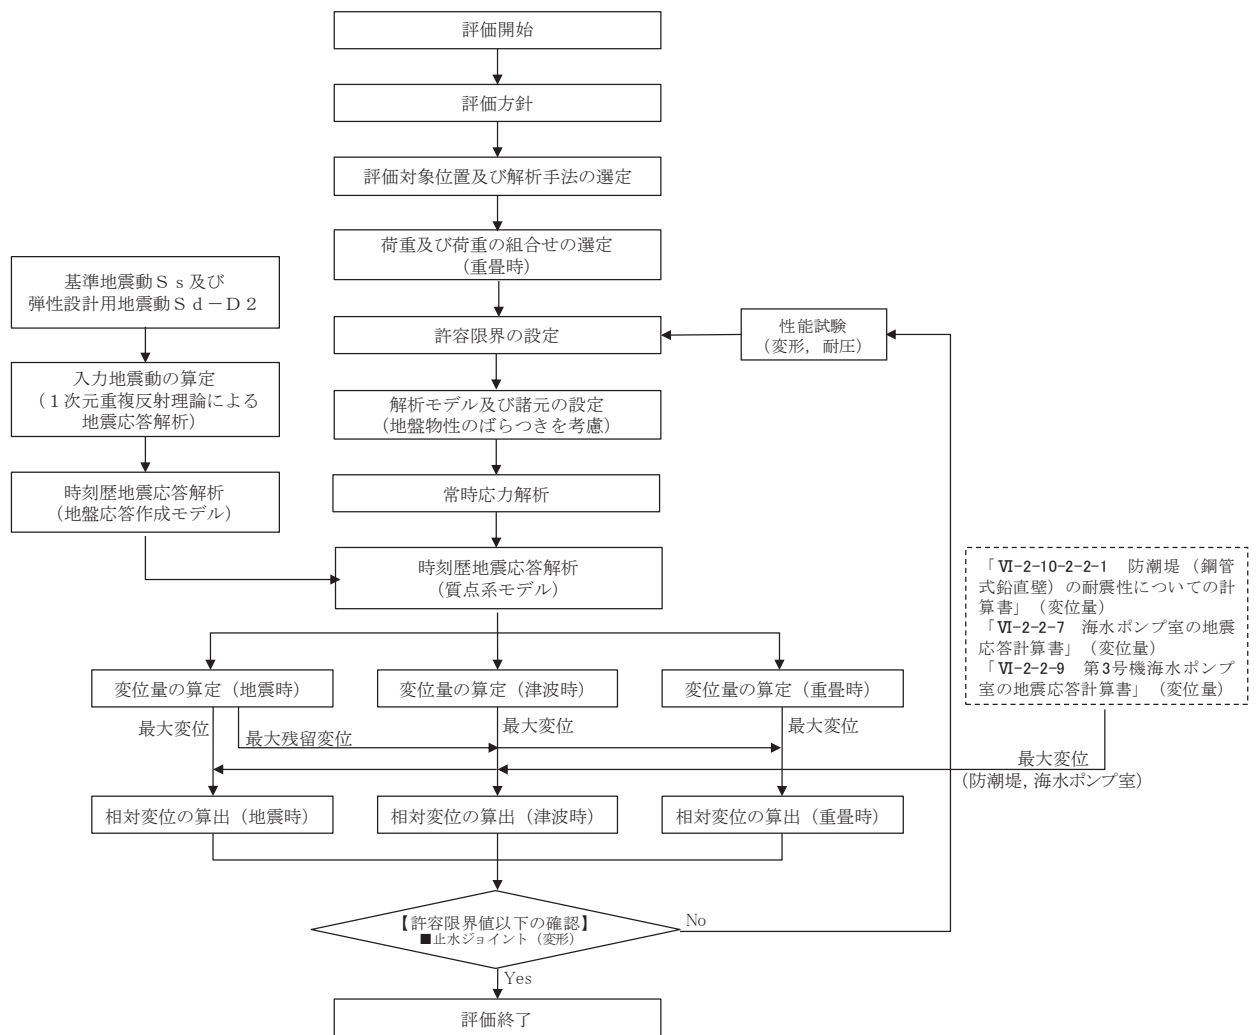 評価開始
評価方針
評価対象位置及び解析手法の選定
荷重及び荷重の組合せの選定
（重畳時）
基準地震動Ｓｓ及び
弾性設計用地震動Ｓｄ－Ｄ２
許容限界の設定
性能試験
（変形，耐圧）
入力地震動の算定
（１次元重複反射理論による
地震応答解析）
解析モデル及び諸元の設定
（地盤物性のばらつきを考慮）
時刻歴地震応答解析
（地盤応答作成モデル）
常時応力解析
時刻歴地震応答解析
（質点系モデル）
「Ⅵ-2-10-2-2-1　防潮堤（鋼管
式鉛直壁）の耐震性についての計
算書」（変位量）
「Ⅵ-2-2-7　海水ポンプ室の地震
応答計算書」（変位量）
「Ⅵ-2-2-9　第3号機海水ポンプ
室の地震応答計算書」（変位量）
変位量の算定（地震時）
変位量の算定（津波時）
変位量の算定（重畳時）
最大変位
最大残留変位
最大変位
最大変位
最大変位
（防潮堤，海水ポンプ室）
相対変位の算出（地震時）
相対変位の算出（津波時）
相対変位の算出（重畳時）
【許容限界値以下の確認】
■止水ジョイント（変形）
No
Yes
評価終了